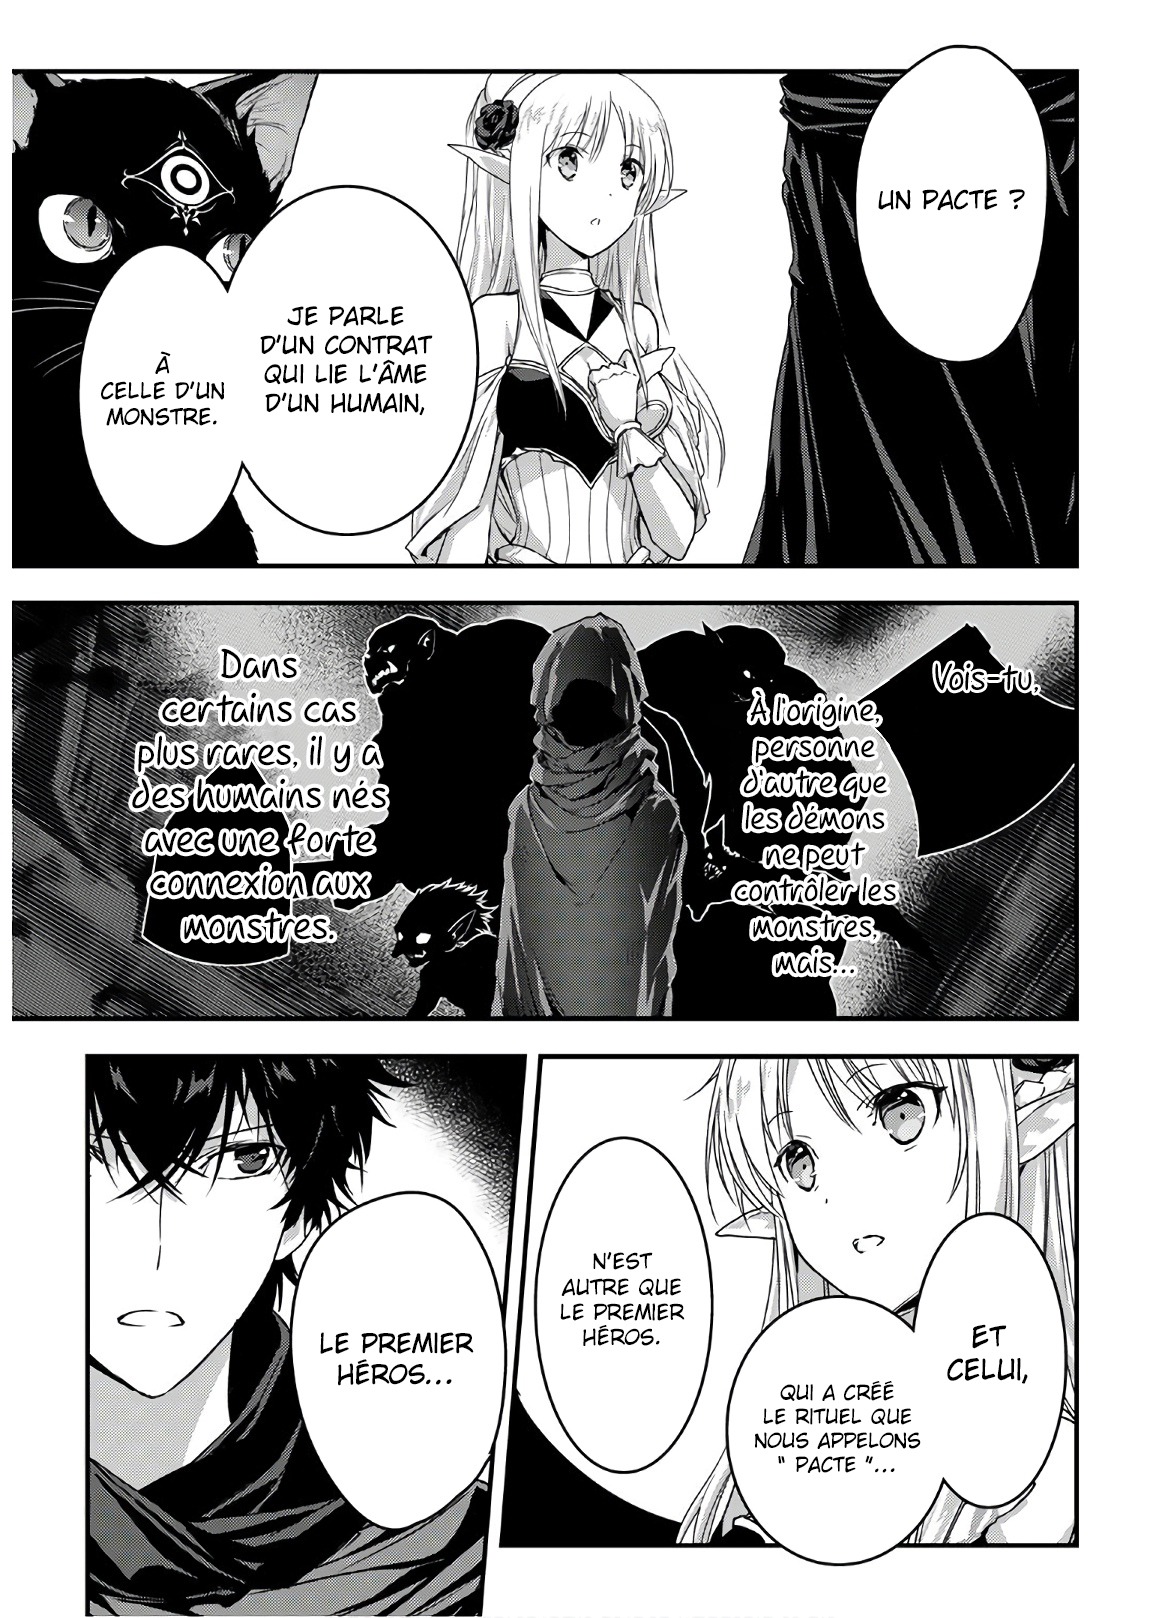 UN PACTE ?
JE PARLE
D'UN CONTRAT
QUI LIE L'ÂME
D'UN HUMAIN,
À
CELLE D'UN
MONSTRE.
Vois-tu,
À l'origine,
personne
d'autre que
les démons
ne peut
contrôler les
monstres,
mais...
Dans
certains cas
plus rares, il y a
des humains nés
avec une forte
connexion aux
monstres.
ET
CELUI,
QUI A CRÉÉ
LE RITUEL QUE
NOUS APPELONS
" PACTE "...
N'EST
AUTRE QUE
LE PREMIER
HÉROS.
LE PREMIER
HÉROS...